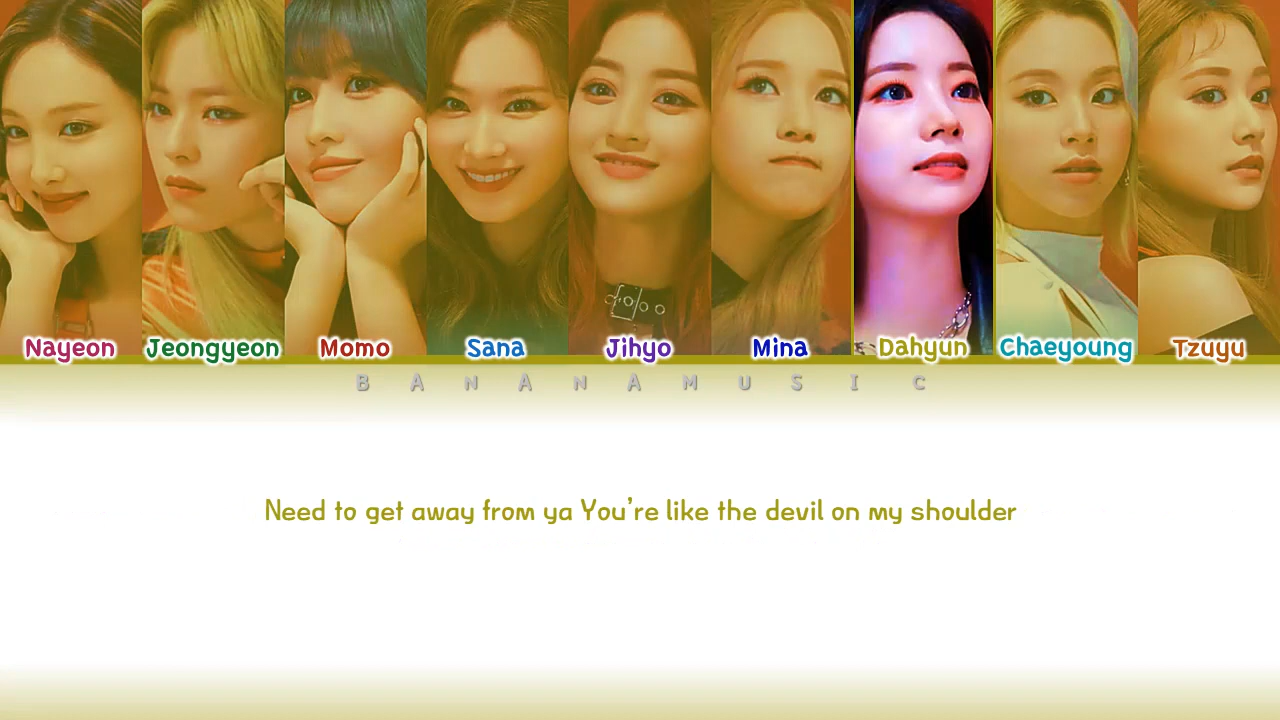 Nayeon Jeongyeon Momo Sana Jihyo Mina Dahyun Chaeyoung Tzuyu
BANANAMUSIC
Need to get away from ya You're like the devil on my shoulder